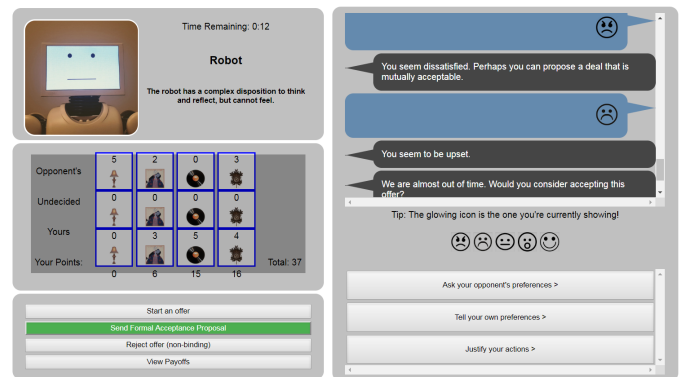 Time Remaining: 0:12
Robot
The robot has a complex disposition to think
and reflect, but cannot feel.
5 2 0 3
Opponent's
Undecided
0 0 0 0
Yours
0 3 5 4
Your Points:
0 6 15 16
Total: 37
Start an offer
Send Formal Acceptance Proposal
Reject offer (non-binding)
View Payoffs
You seem dissatisfied. Perhaps you can propose a deal that is
mutually acceptable.
You seem to be upset.
We are almost out of time. Would you consider accepting this
offer?
Tip: The glowing icon is the one you're currently showing!
Ask your opponent's preferences >
Tell your own preferences >
Justify your actions >